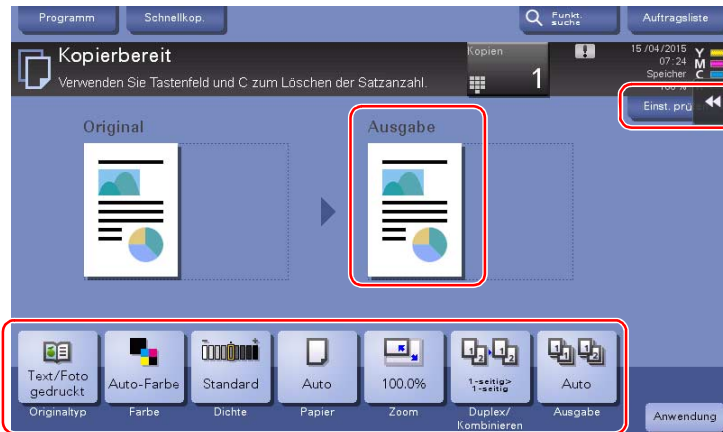 Programm
Schnellkop.
Funkt.
suche
Auftragsliste
Kopierbereit
Verwenden Sie Tastenfeld und C zum Löschen der Satzanzahl.
Kopien
1
15/04/2015
07:24
Speicher
100 %
Y
M
C
Einst. prü
Original
Ausgabe
Text/Foto
gedruckt
Auto-Farbe
Standard
Auto
100.0%
1-seitig>
1-seitig
Auto
Originaltyp
Farbe
Dichte
Papier
Zoom
Duplex/
Kombinieren
Ausgabe
Anwendung